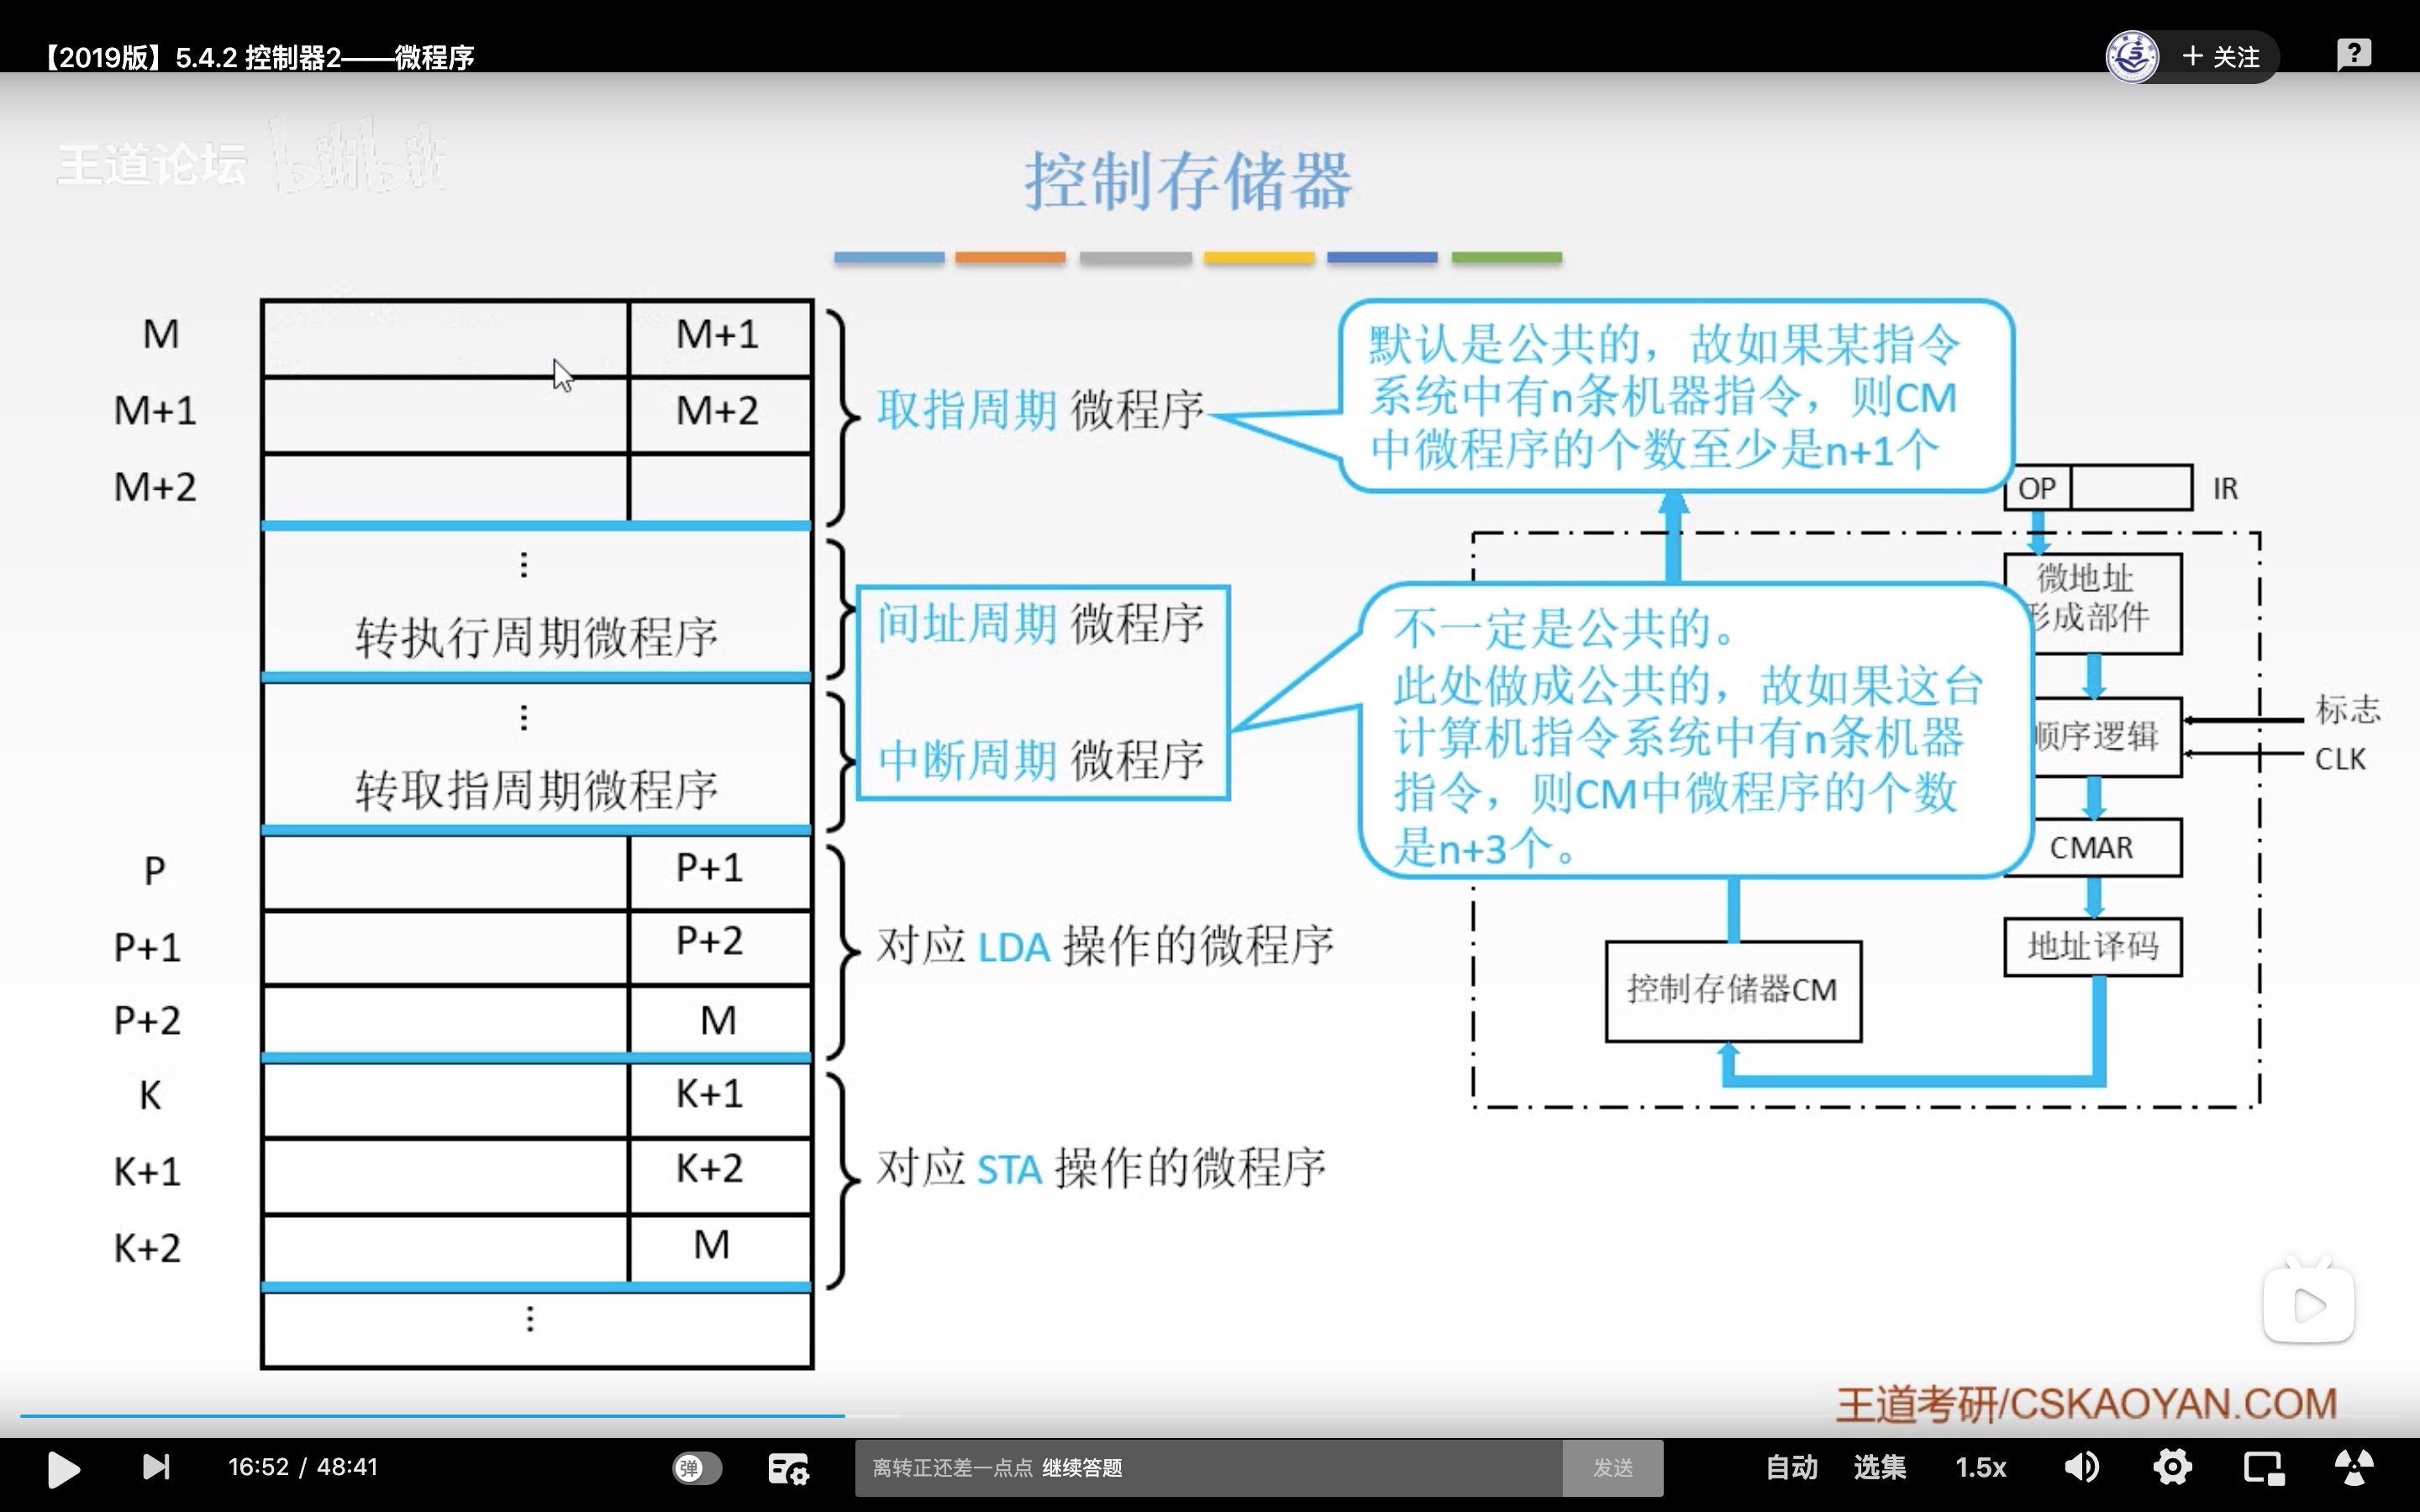 【2019版】5.4.2 控制器2——微程序
+ 关注
?
王道论坛 bilibili
控制存储器
M
M+1
M+1
M+2
M+2
取指周期 微程序
默认是公共的，故如果某指令
系统中有n条机器指令，则CM
中微程序的个数至少是n+1个
⋮
转执行周期微程序
间址周期 微程序
⋮
转取指周期微程序
中断周期 微程序
不一定是公共的。
此处做成公共的，故如果这台
计算机指令系统中有n条机器
指令，则CM中微程序的个数
是n+3个。
P
P+1
P+1
P+2
P+2
M
对应 LDA 操作的微程序
K
K+1
K+1
K+2
K+2
M
对应 STA 操作的微程序
⋮
OP
IR
微地址
形成部件
顺序逻辑
标志
CLK
CMAR
地址译码
控制存储器CM
王道考研/CSKAOYAN.COM
16:52 / 48:41
弹
离转正还差一点点 继续答题
发送
自动
选集
1.5x